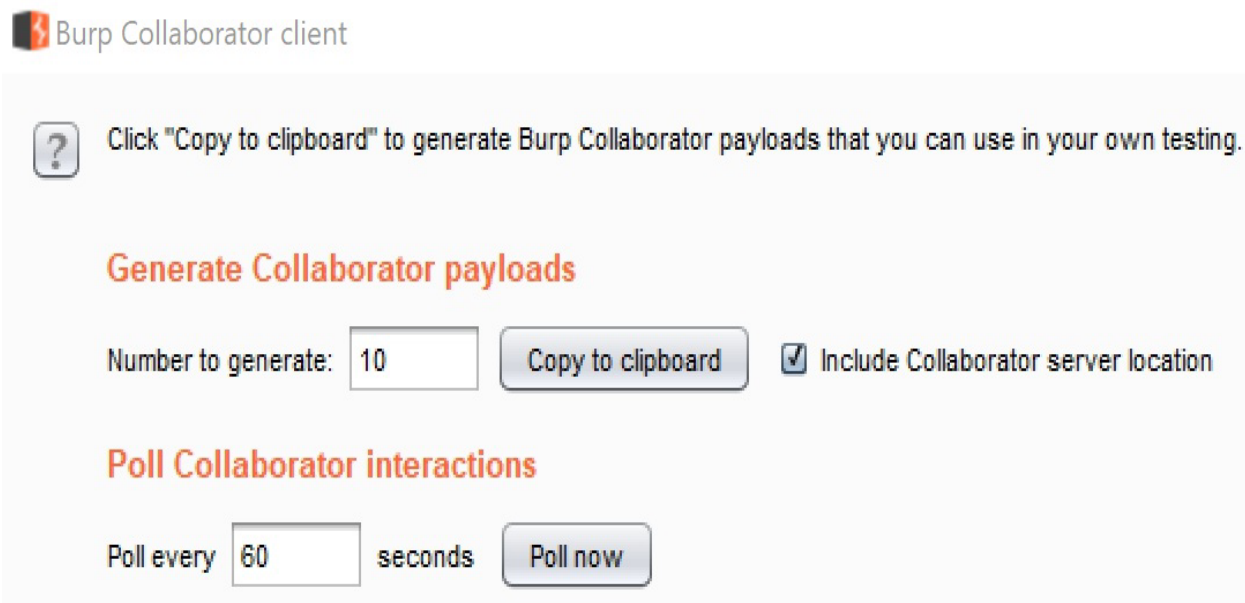 Burp Collaborator client
?
Click "Copy to clipboard" to generate Burp Collaborator payloads that you can use in your own testing.
Generate Collaborator payloads
Number to generate: 10 Copy to clipboard Include Collaborator server location
Poll Collaborator interactions
Poll every 60 seconds Poll now